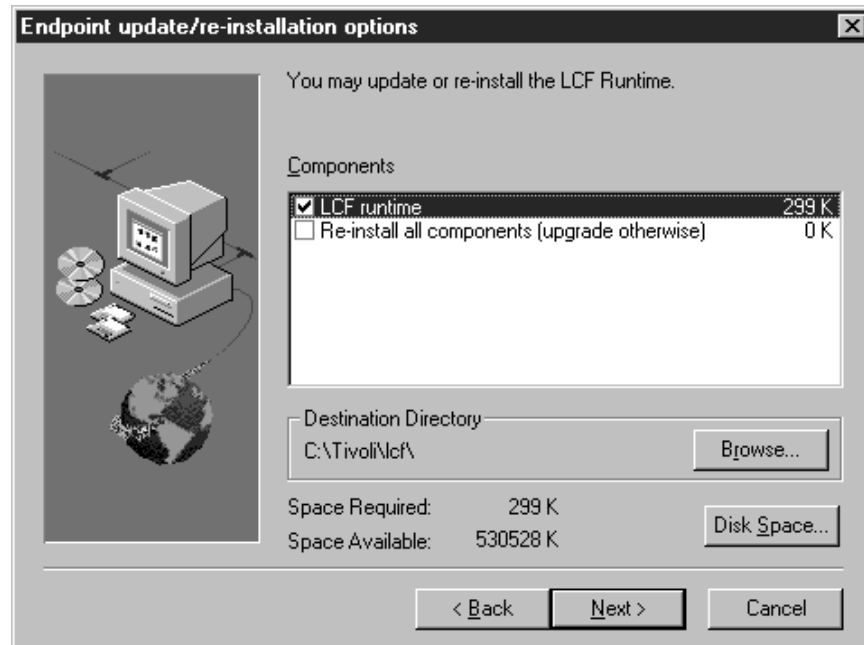 Endpoint update/re-installation options
You may update or re-install the LCF Runtime.
Components
LCF runtime 299 K
Re-install all components (upgrade otherwise) 0 K
Destination Directory
C:\Tivoli\lcf\
Browse...
Space Required: 299 K
Space Available: 530528 K
Disk Space...
< Back Next > Cancel